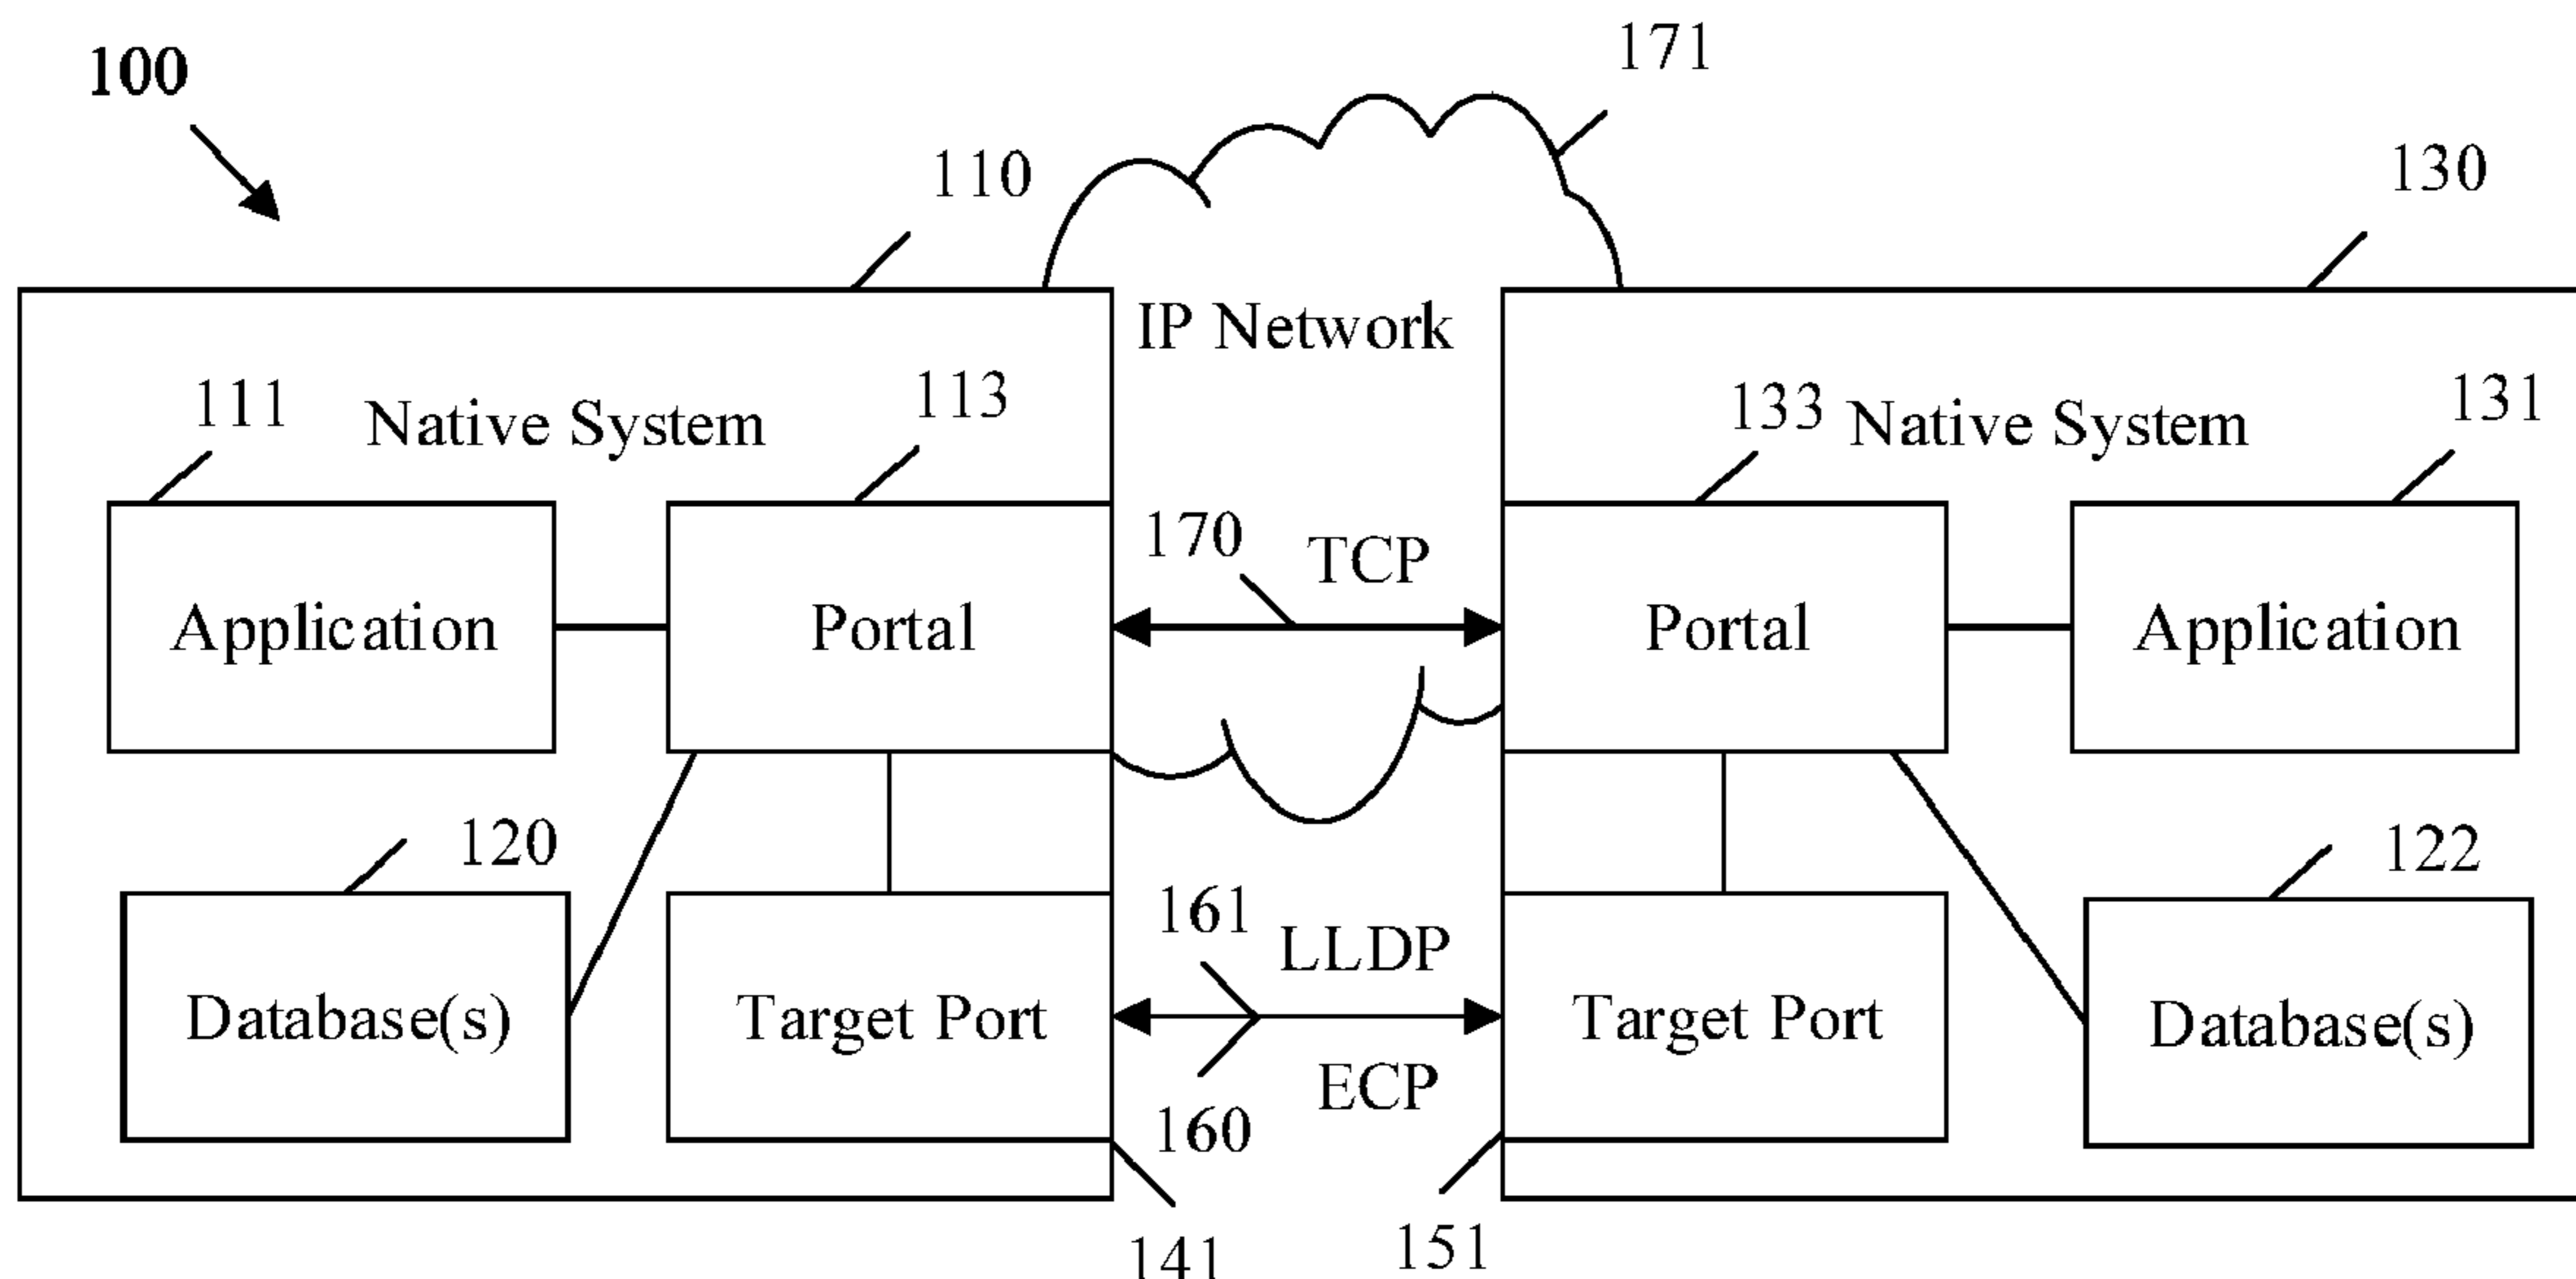 171
100
110
130
IP Network
111
Native System
113
133
Native System
131
170
TCP
Application
Portal
Portal
Application
120
161
LLDP
122
Database(s)
Target Port
Target Port
Database(s)
ECP
160
141
151